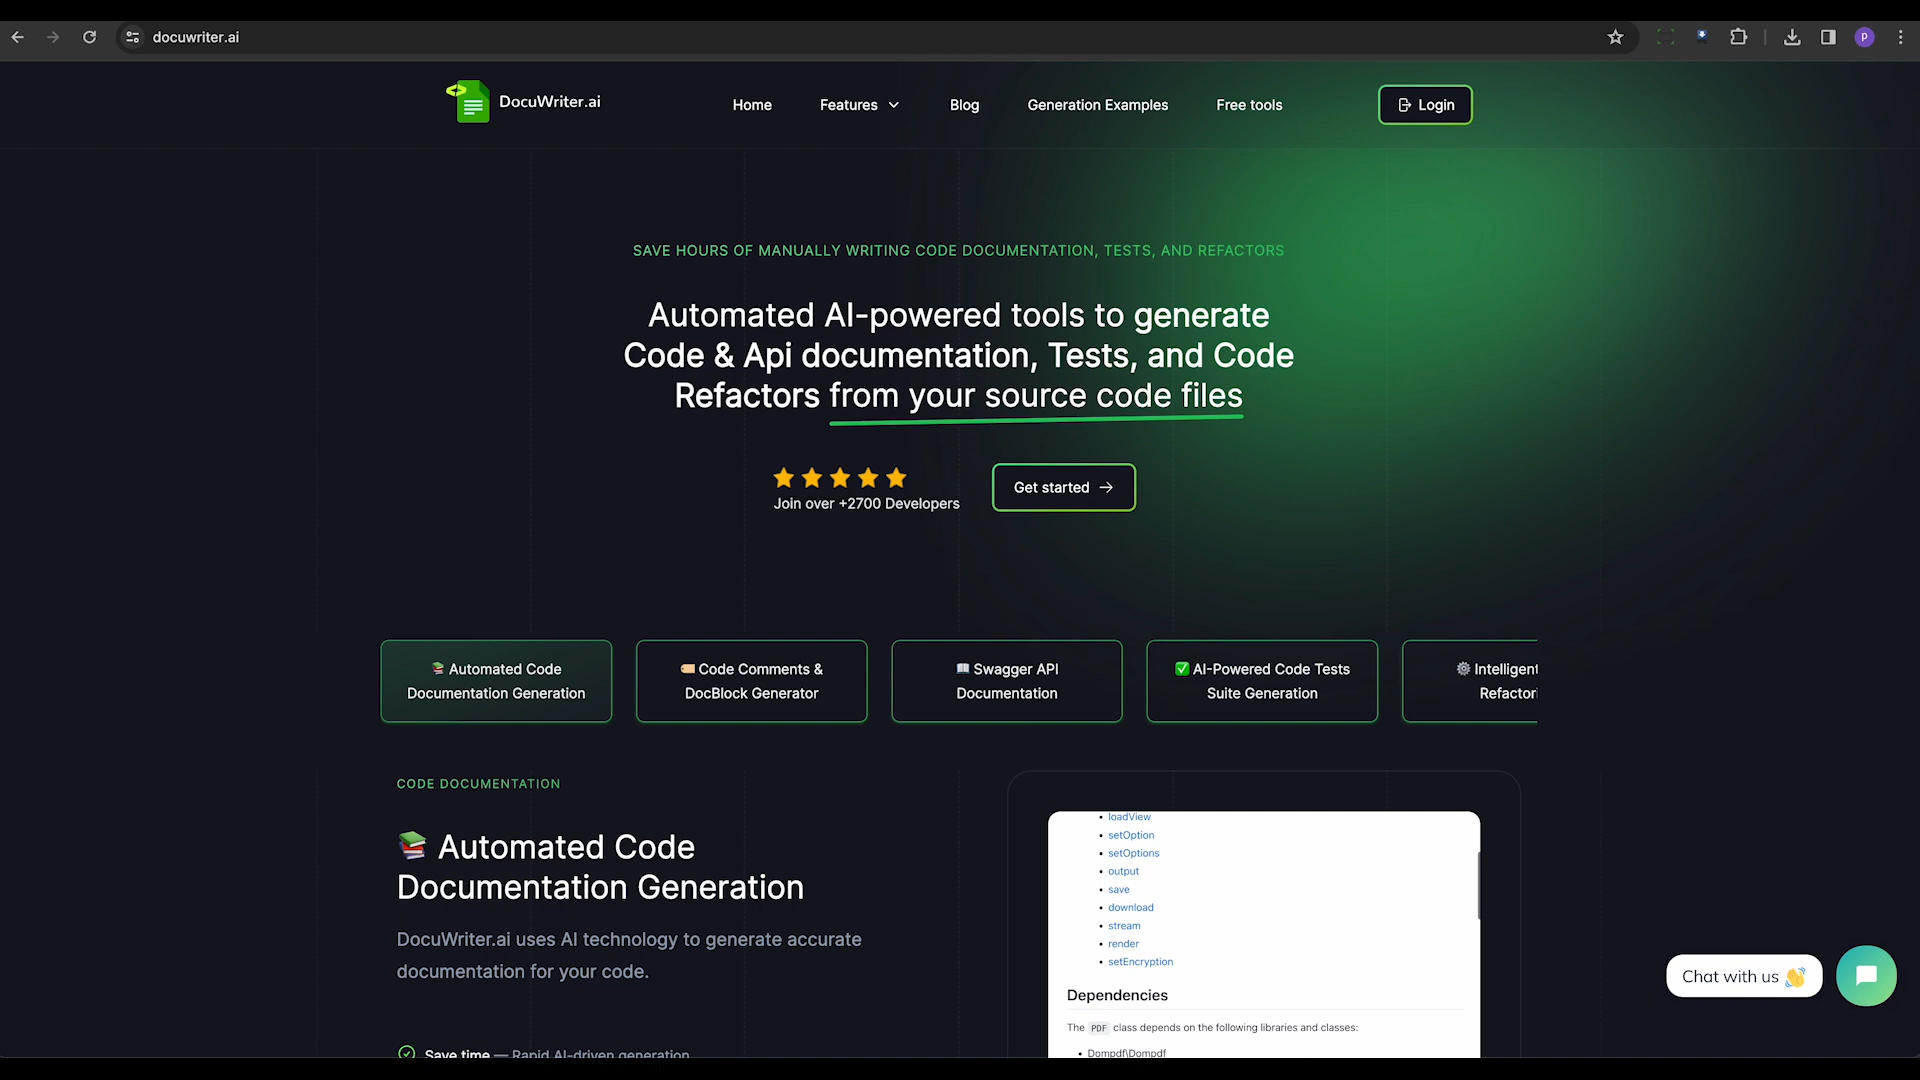 docuwriter.ai
P
DocuWriter.ai
Home
Features
Blog
Generation Examples
Free tools
Login
SAVE HOURS OF MANUALLY WRITING CODE DOCUMENTATION, TESTS, AND REFACTORS
Automated AI-powered tools to generate
Code & Api documentation, Tests, and Code
Refactors from your source code files
Join over +2700 Developers
Get started
Automated Code
Documentation Generation
Code Comments &
DocBlock Generator
Swagger API
Documentation
AI-Powered Code Tests
Suite Generation
Intelligent
Refactori
CODE DOCUMENTATION
Automated Code
Documentation Generation
DocuWriter.ai uses AI technology to generate accurate
documentation for your code.
Save time — Rapid AI-driven generation
• loadView
• setOption
• setOptions
• output
• save
• download
• stream
• render
• setEncryption
Dependencies
The PDF class depends on the following libraries and classes:
• Dompdf\Dompdf
Chat with us 👋